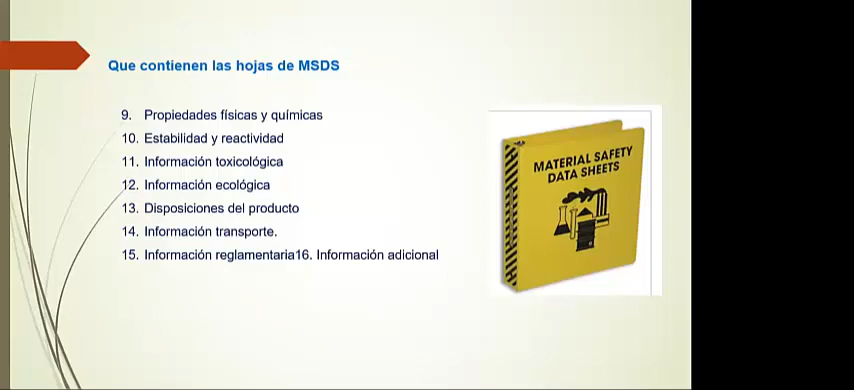 Que contienen las hojas de MSDS
9. Propiedades físicas y químicas
10. Estabilidad y reactividad
11. Información toxicológica
12. Información ecológica
13. Disposiciones del producto
14. Información transporte.
15. Información reglamentaria16. Información adicional
MATERIAL SAFETY
DATA SHEETS